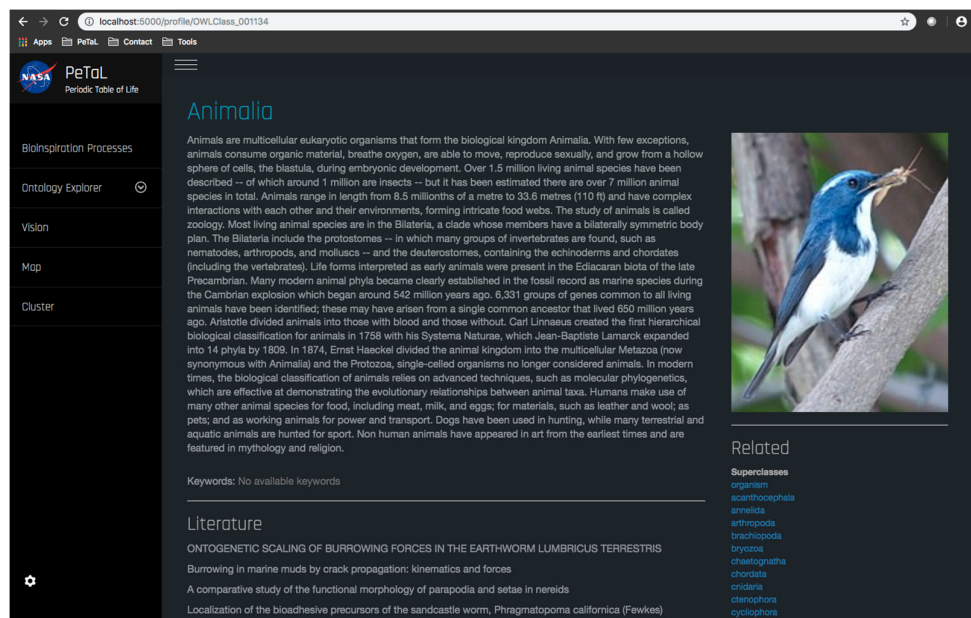 localhost:5000/profile/OWLClass_001134
Apps PeTaL Contact Tools
NASA
PeTaL
Periodic Table of Life
Bioinspiration Processes
Ontology Explorer
Vision
Map
Cluster
Animalia
Animals are multicellular eukaryotic organisms that form the biological kingdom Animalia. With few exceptions,
animals consume organic material, breathe oxygen, are able to move, reproduce sexually, and grow from a hollow
sphere of cells, the blastula, during embryonic development. Over 1.5 million living animal species have been
described -- of which around 1 million are insects -- but it has been estimated there are over 7 million animal
species in total. Animals range in length from 8.5 millionths of a metre to 33.6 metres (110 ft) and have complex
interactions with each other and their environments, forming intricate food webs. The study of animals is called
zoology. Most living animal species are in the Bilateria, a clade whose members have a bilaterally symmetric body
plan. The Bilateria include the protostomes -- in which many groups of invertebrates are found, such as
nematodes, arthropods, and molluscs -- and the deuterostomes, containing the echinoderms and chordates
(including the vertebrates). Life forms interpreted as early animals were present in the Ediacaran biota of the late
Precambrian. Many modern animal phyla became clearly established in the fossil record as marine species during
the Cambrian explosion which began around 542 million years ago. 6,331 groups of genes common to all living
animals have been identified; these may have arisen from a single common ancestor that lived 650 million years
ago. Aristotle divided animals into those with blood and those without. Carl Linnaeus created the first hierarchical
biological classification for animals in 1758 with his Systema Naturae, which Jean-Baptiste Lamarck expanded
into 14 phyla by 1809. In 1874, Ernst Haeckel divided the animal kingdom into the multicellular Metazoa (now
synonymous with Animalia) and the Protozoa, single-celled organisms no longer considered animals. In modern
times, the biological classification of animals relies on advanced techniques, such as molecular phylogenetics,
which are effective at demonstrating the evolutionary relationships between animal taxa. Humans make use of
many other animal species for food, including meat, milk, and eggs; for materials, such as leather and wool; as
pets; and as working animals for power and transport. Dogs have been used in hunting, while many terrestrial and
aquatic animals are hunted for sport. Non human animals have appeared in art from the earliest times and are
featured in mythology and religion.
Keywords: No available keywords
Literature
ONTOGENETIC SCALING OF BURROWING FORCES IN THE EARTHWORM LUMBRICUS TERRESTRIS
Burrowing in marine muds by crack propagation: kinematics and forces
A comparative study of the functional morphology of parapodia and setae in nereids
Localization of the bioadhesive precursors of the sandcastle worm, Phragmatopoma californica (Fewkes)
Related
Superclasses
organism
acanthocephala
annelida
arthropoda
brachiopoda
bryozoa
chaetognatha
chordata
cnidaria
ctenophora
cycliophora